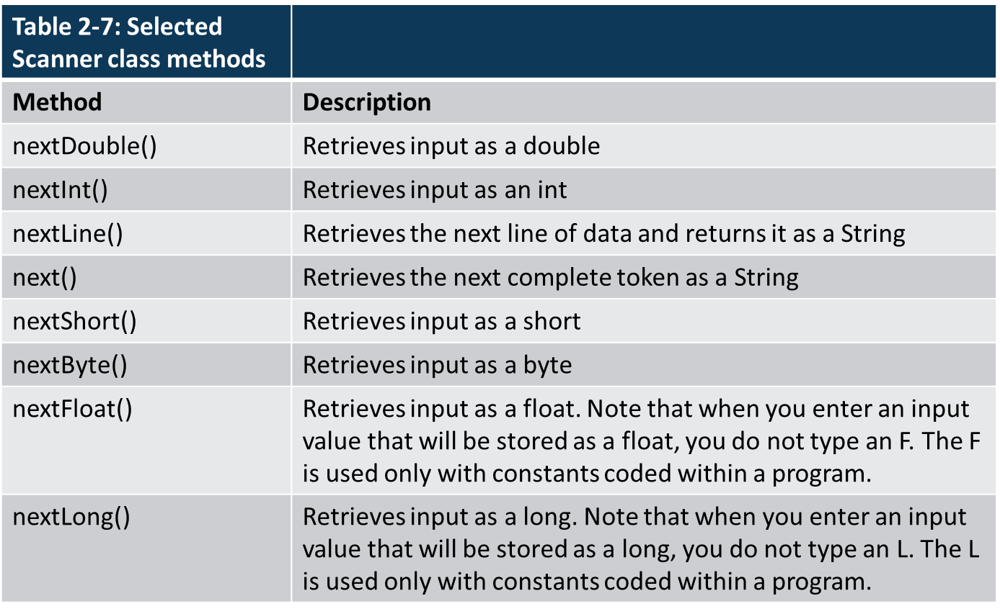 Table 2-7: Selected
Scanner class methods
Method Description
nextDouble() Retrieves input as a double
nextInt() Retrieves input as an int
nextLine() Retrieves the next line of data and returns it as a String
next() Retrieves the next complete token as a String
nextShort() Retrieves input as a short
nextByte() Retrieves input as a byte
nextFloat() Retrieves input as a float. Note that when you enter an input
value that will be stored as a float, you do not type an F. The F
is used only with constants coded within a program.
nextLong() Retrieves input as a long. Note that when you enter an input
value that will be stored as a long, you do not type an L. The L
is used only with constants coded within a program.